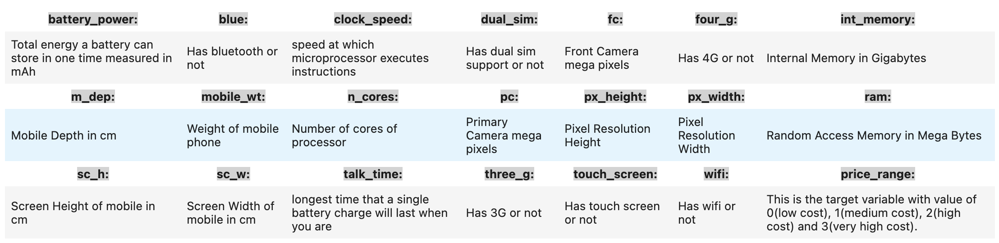 battery_power: blue: clock_speed: dual_sim: fc: four_g: int_memory:
Total energy a battery can
store in one time measured in
mAh
Has bluetooth or
not
speed at which
microprocessor executes
instructions
Has dual sim
support or not
Front Camera
mega pixels
Has 4G or not
Internal Memory in Gigabytes
m_dep: mobile_wt: n_cores: pc: px_height: px_width: ram:
Mobile Depth in cm
Weight of mobile
phone
Number of cores of
processor
Primary
Camera mega
pixels
Pixel Resolution
Height
Pixel
Resolution
Width
Random Access Memory in Mega Bytes
sc_h: sc_w: talk_time: three_g: touch_screen: wifi: price_range:
Screen Height of mobile in
cm
Screen Width of
mobile in cm
longest time that a single
battery charge will last when
you are
Has 3G or not
Has touch screen
or not
Has wifi or
not
This is the target variable with value of
0(low cost), 1(medium cost), 2(high
cost) and 3(very high cost).